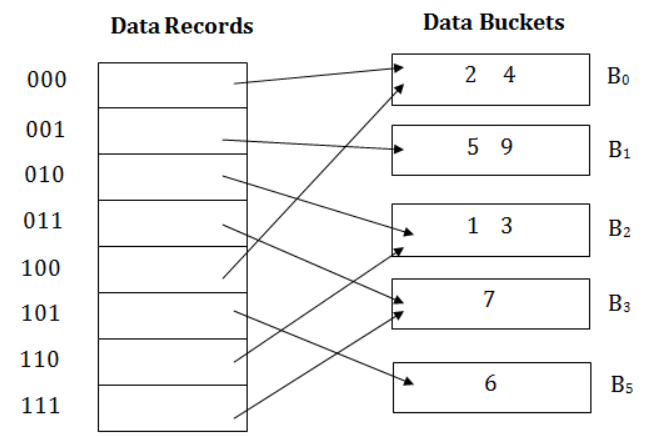 Data Records Data Buckets
000 2 4 B₀
001 5 9 B₁
010
011 1 3 B₂
100
101 7 B₃
110 6 B₅
111